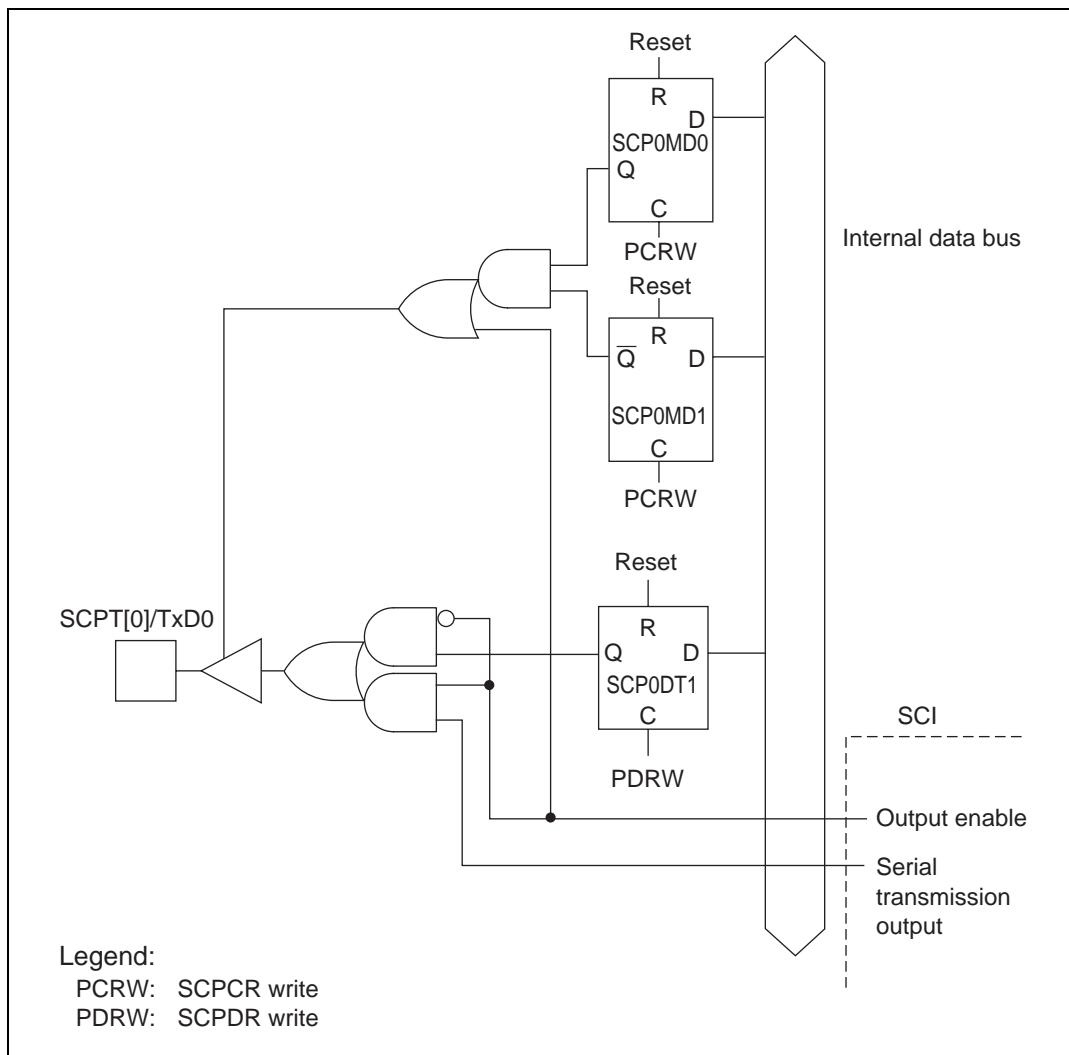 Reset
R
D
SCP0MD0
Q
C
PCRW
Internal data bus
Reset
R
Q̅
D
SCP0MD1
C
PCRW
Reset
SCPT[0]/TxD0
R
Q
D
SCP0DT1
C
SCI
PDRW
Output enable
Serial
transmission
output
Legend:
PCRW: SCPCR write
PDRW: SCPDR write